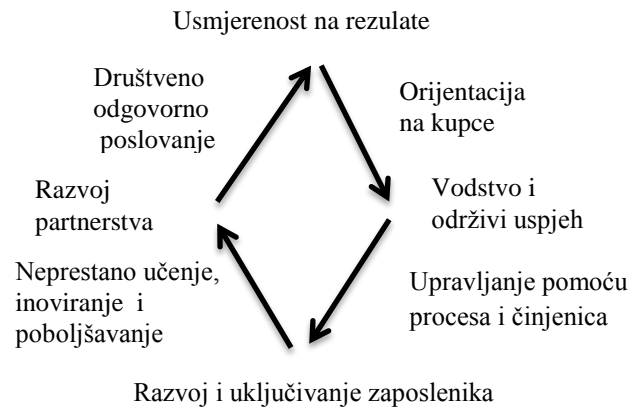 Usmjerenost na rezulate
Društveno
odgovorno
poslovanje
Orijentacija
na kupce
Razvoj
partnerstva
Vodstvo i
održivi uspjeh
Neprestano učenje,
inoviranje i
poboljšavanje
Upravljanje pomoću
procesa i činjenica
Razvoj i uključivanje zaposlenika